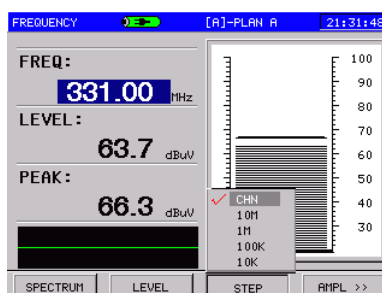 FREQUENCY [A]-PLAN A 21:31:48
FREQ:
331.00 MHz
LEVEL:
63.7 dBuV
PEAK:
66.3 dBuV
100
90
80
70
60
50
40
30
CHN
10M
1M
100K
10K
SPECTRUM LEVEL STEP AMPL >>